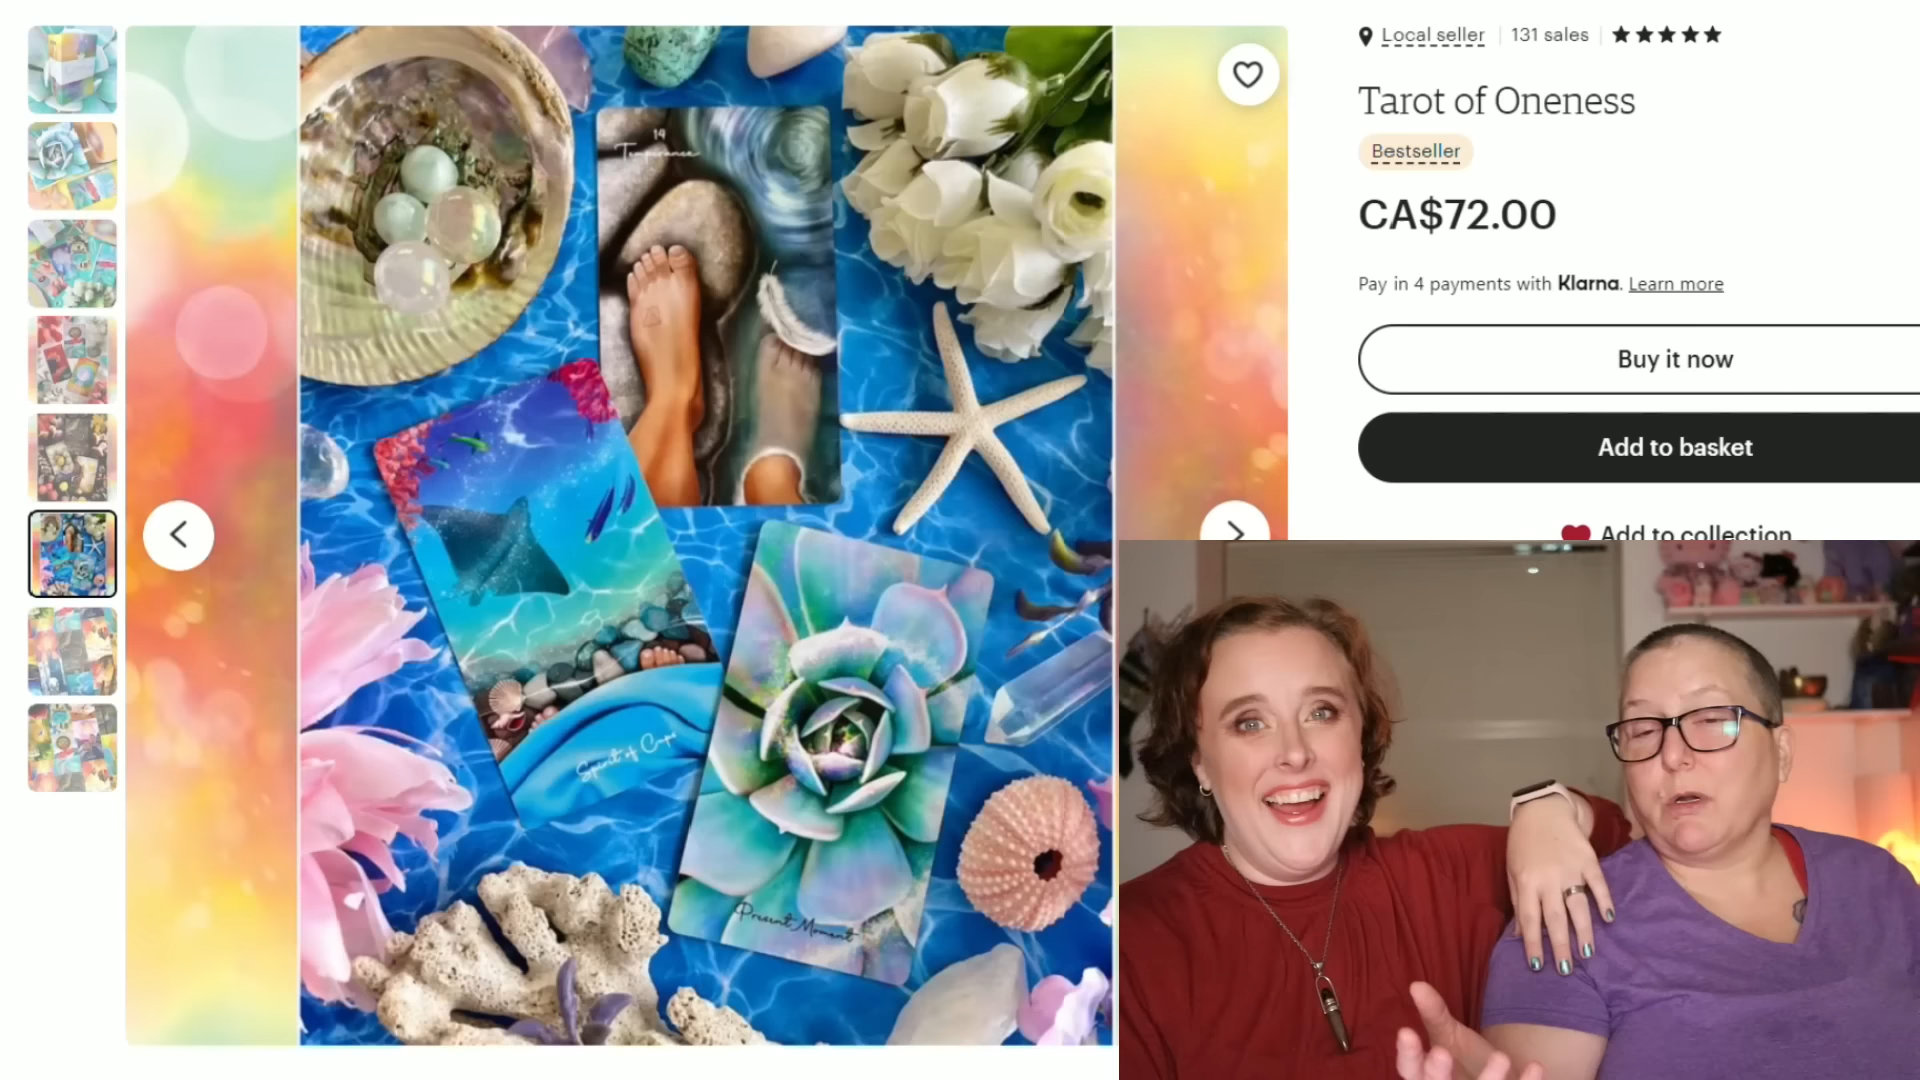 Local seller
131 sales
Tarot of Oneness
Bestseller
CA$72.00
Pay in 4 payments with Klarna. Learn more
Buy it now
Add to basket
Add to collection
14
Temperance
Spirit of Cups
Present Moment